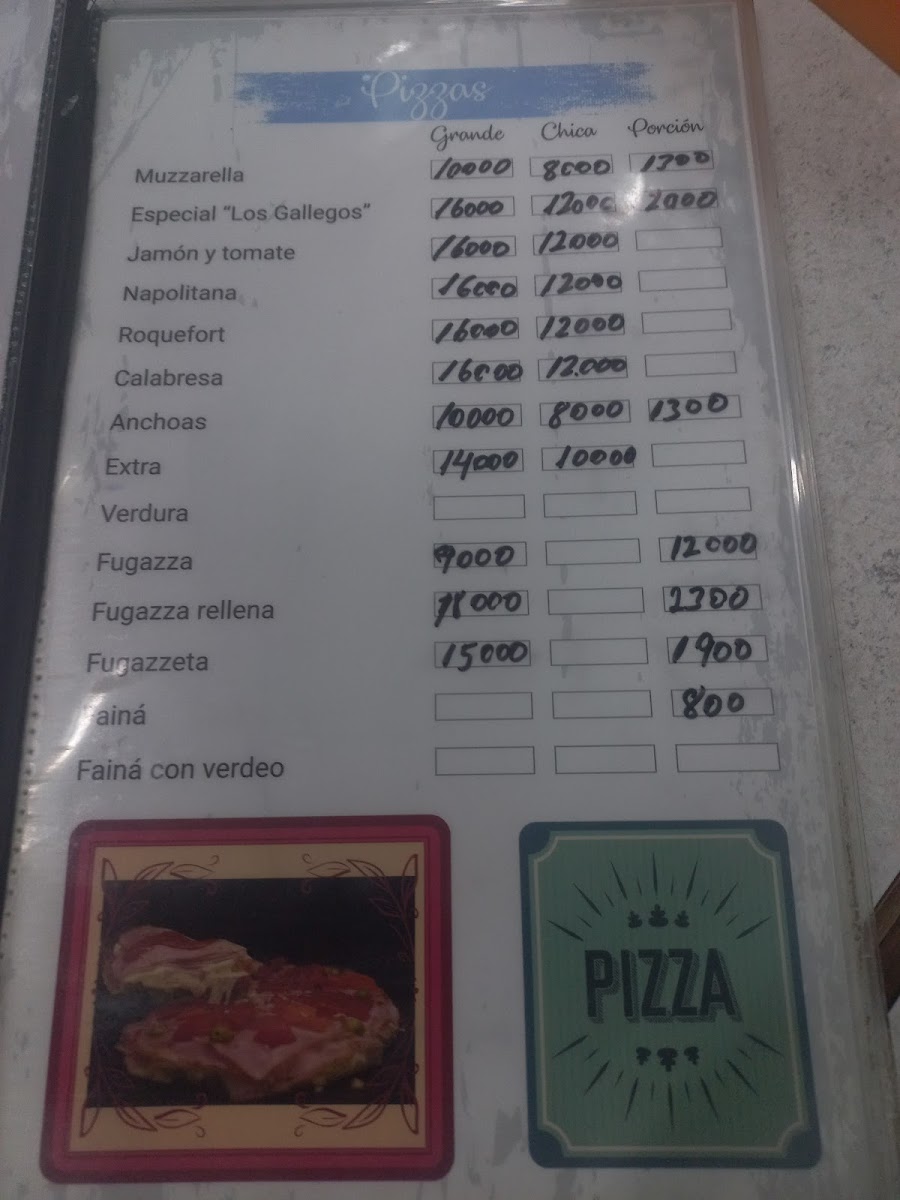 Pizzas
Grande Chica Porción
Muzzarella 10000 8000 1300
Especial “Los Gallegos” 16000 12000 2000
Jamón y tomate 16000 12000
Napolitana 16000 12000
Roquefort 16000 12000
Calabresa 16000 12.000
Anchoas 10000 8000 1300
Extra 14000 10000
Verdura
Fugazza 9000 12000
Fugazza rellena 18000 2300
Fugazzeta 15000 1900
Fainá 800
Fainá con verdeo
PIZZA